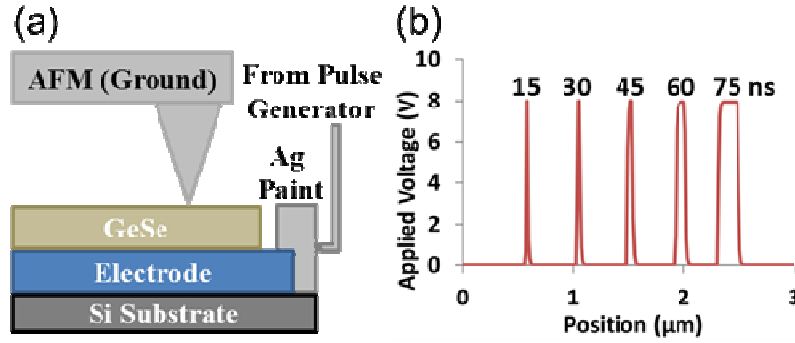 (a)
AFM (Ground)
From Pulse
Generator
Ag
Paint
GeSe
Electrode
Si Substrate
(b)
Applied Voltage (V)
10
8
6
4
2
0
15 30 45 60 75 ns
0 1 2 3
Position (μm)